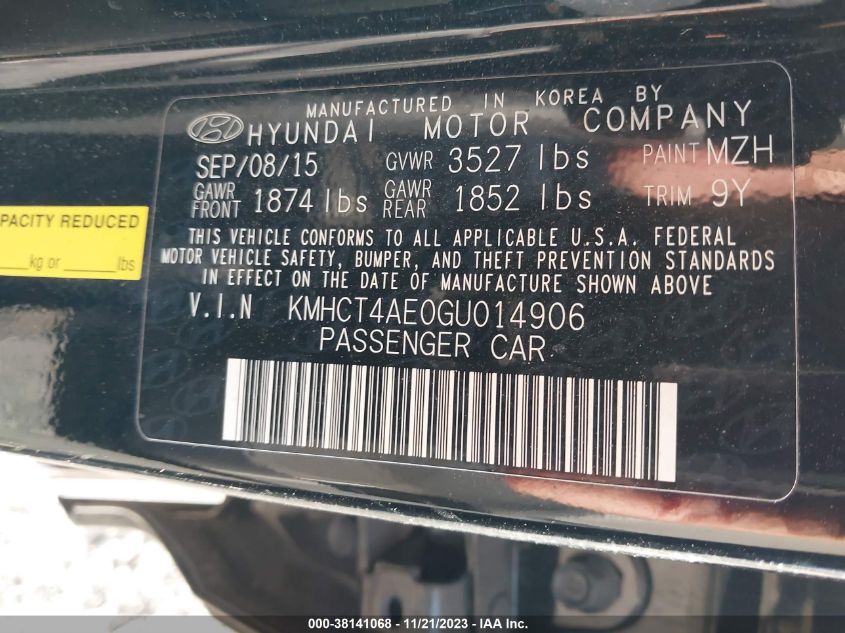 MANUFACTURED IN KOREA BY
HYUNDAI MOTOR COMPANY
SEP/08/15 GVWR 3527 lbs PAINT MZH
GAWR FRONT 1874 lbs GAWR REAR 1852 lbs TRIM 9Y
THIS VEHICLE CONFORMS TO ALL APPLICABLE U.S.A. FEDERAL
MOTOR VEHICLE SAFETY, BUMPER, AND THEFT PREVENTION STANDARDS
IN EFFECT ON THE DATE OF MANUFACTURE SHOWN ABOVE
V.I.N KMHCT4AE0GU014906
PASSENGER CAR
PACITY REDUCED
kg or lbs
000-38141068 - 11/21/2023 - IAA Inc.